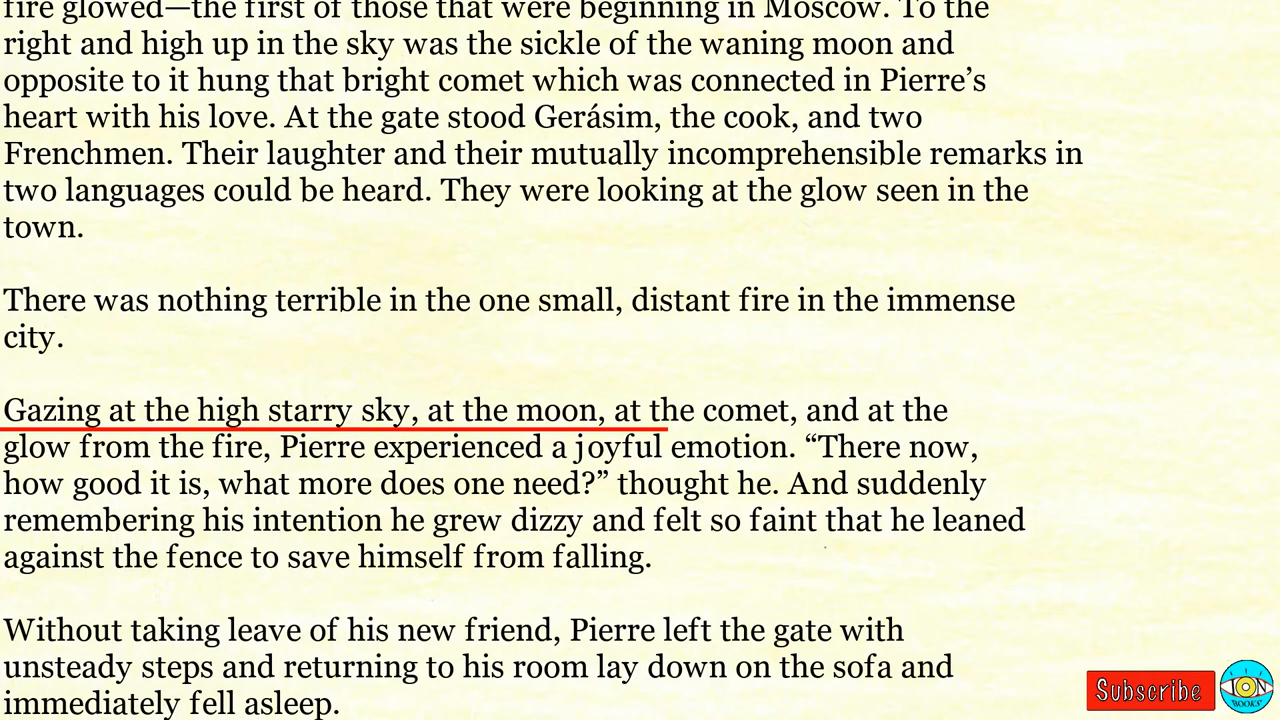 fire glowed—the first of those that were beginning in Moscow. To the
right and high up in the sky was the sickle of the waning moon and
opposite to it hung that bright comet which was connected in Pierre’s
heart with his love. At the gate stood Gerásim, the cook, and two
Frenchmen. Their laughter and their mutually incomprehensible remarks in
two languages could be heard. They were looking at the glow seen in the
town.
There was nothing terrible in the one small, distant fire in the immense
city.
Gazing at the high starry sky, at the moon, at the comet, and at the
glow from the fire, Pierre experienced a joyful emotion. “There now,
how good it is, what more does one need?” thought he. And suddenly
remembering his intention he grew dizzy and felt so faint that he leaned
against the fence to save himself from falling.
Without taking leave of his new friend, Pierre left the gate with
unsteady steps and returning to his room lay down on the sofa and
immediately fell asleep.
Subscribe
ION
BOOKS